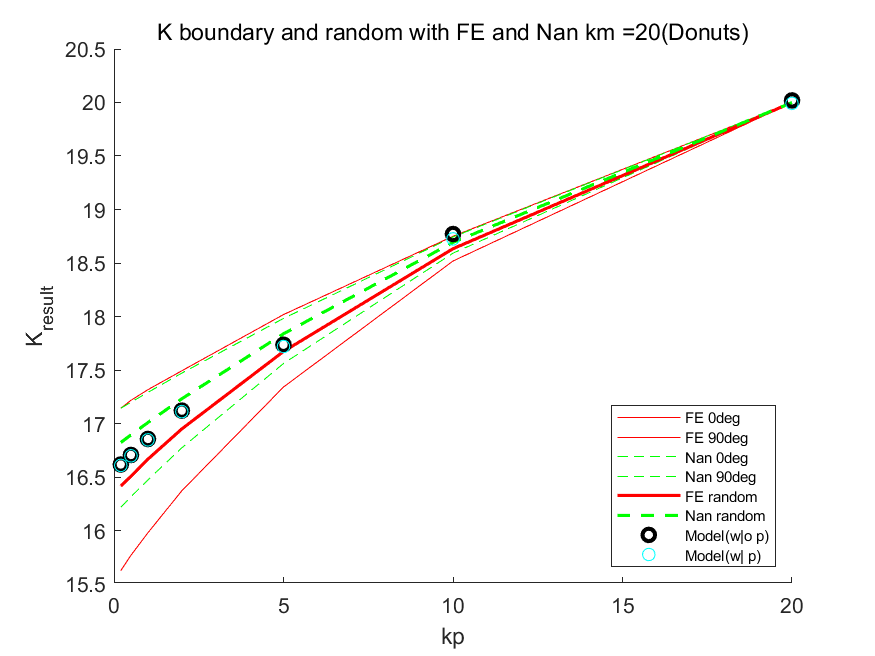 K boundary and random with FE and Nan km =20(Donuts)
20.5
20
19.5
19
18.5
18
17.5
17
16.5
16
15.5
K_result
0
5
10
15
20
kp
FE 0deg
FE 90deg
Nan 0deg
Nan 90deg
FE random
Nan random
Model(w|o p)
Model(w| p)